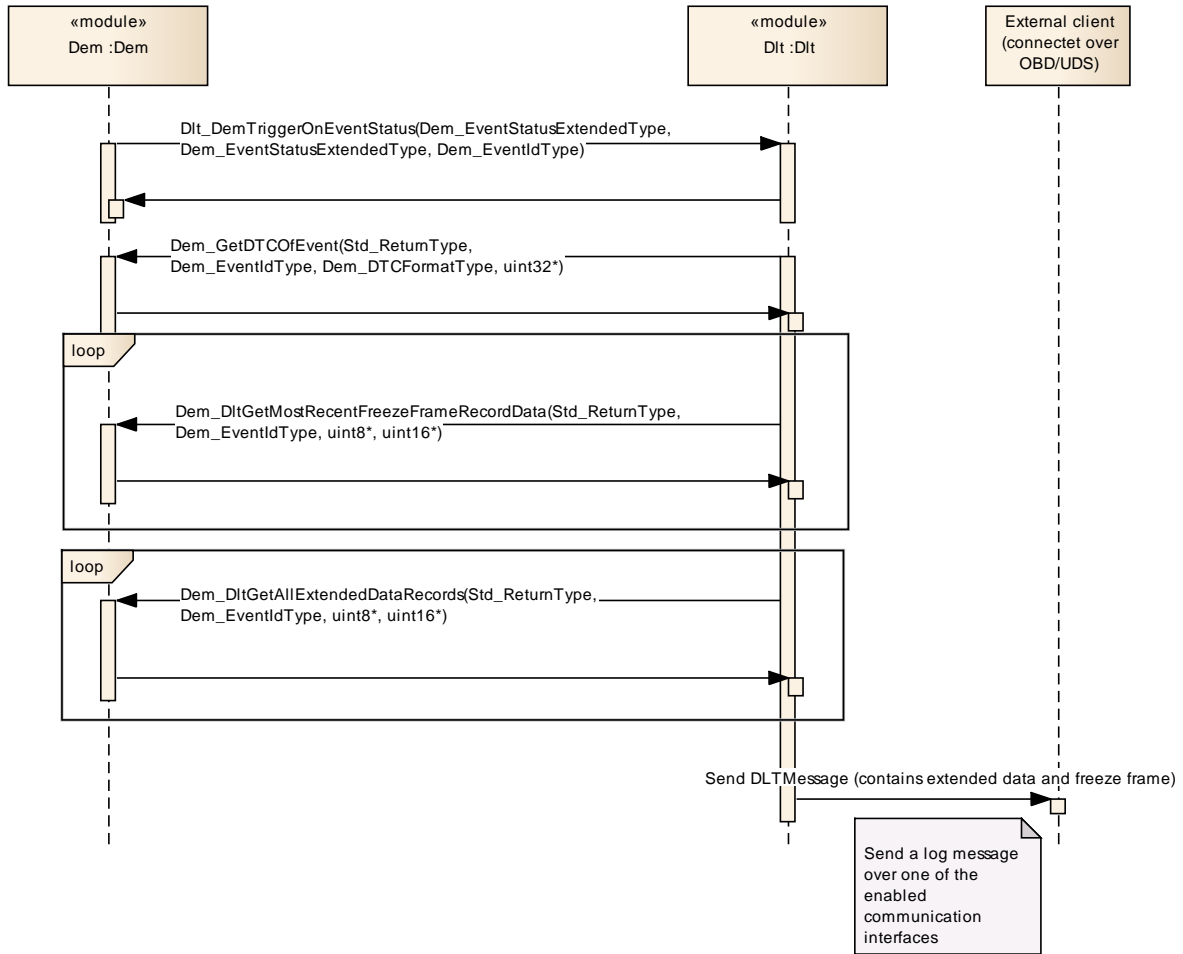 «module»
Dem :Dem
«module»
Dlt :Dlt
External client
(connectet over
OBD/UDS)
Dlt_DemTriggerOnEventStatus(Dem_EventStatusExtendedType,
Dem_EventStatusExtendedType, Dem_EventIdType)
Dem_GetDTCOfEvent(Std_ReturnType,
Dem_EventIdType, Dem_DTCFormatType, uint32*)
loop
Dem_DltGetMostRecentFreezeFrameRecordData(Std_ReturnType,
Dem_EventIdType, uint8*, uint16*)
loop
Dem_DltGetAllExtendedDataRecords(Std_ReturnType,
Dem_EventIdType, uint8*, uint16*)
Send DLTMessage (contains extended data and freeze frame)
Send a log message
over one of the
enabled
communication
interfaces